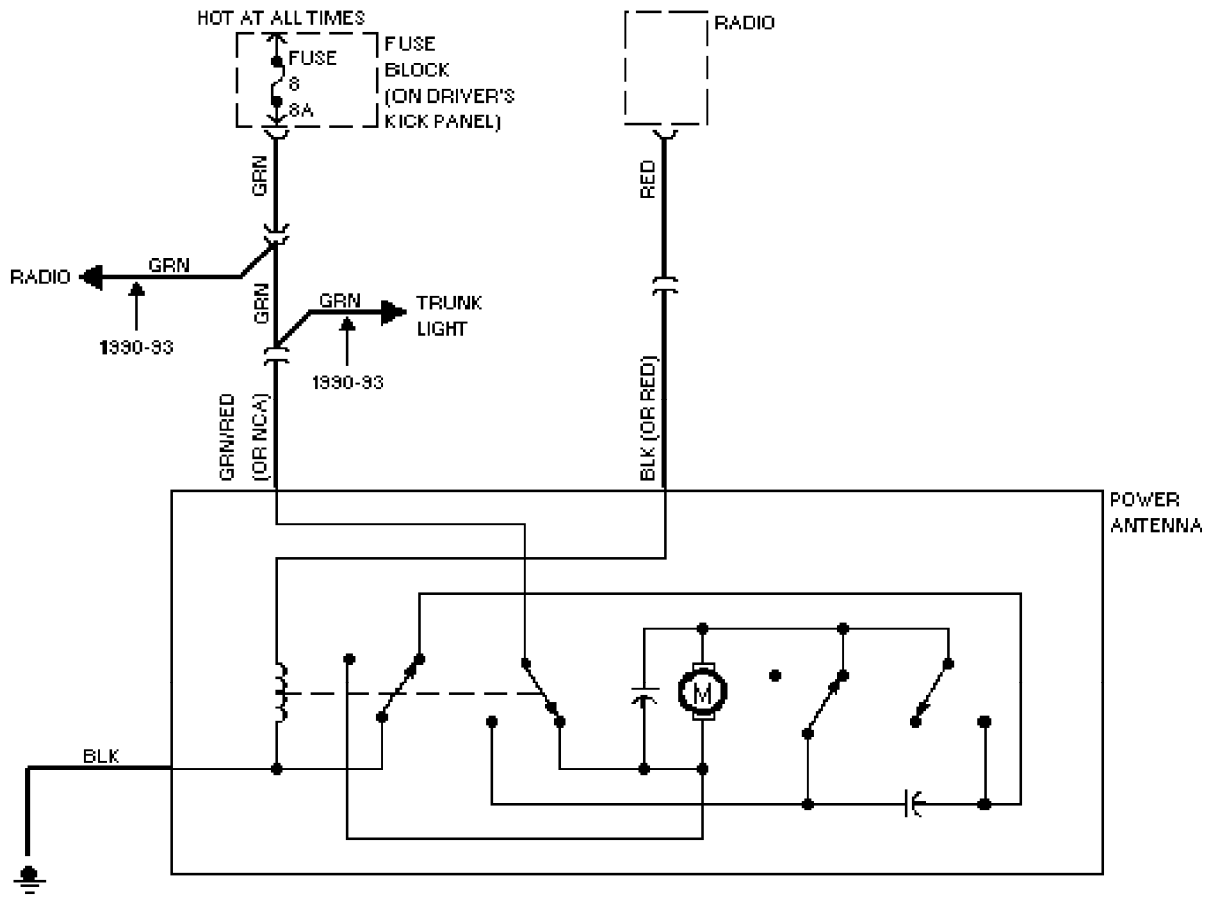 HOT AT ALL TIMES
FUSE
8
8A
FUSE
BLOCK
(ON DRIVER'S
KICK PANEL)
RADIO
GRN
RED
RADIO
GRN
1990-93
GRN
GRN
TRUNK
LIGHT
1990-93
GRN/RED
(OR NCA)
BLK (OR RED)
POWER
ANTENNA
M
BLK